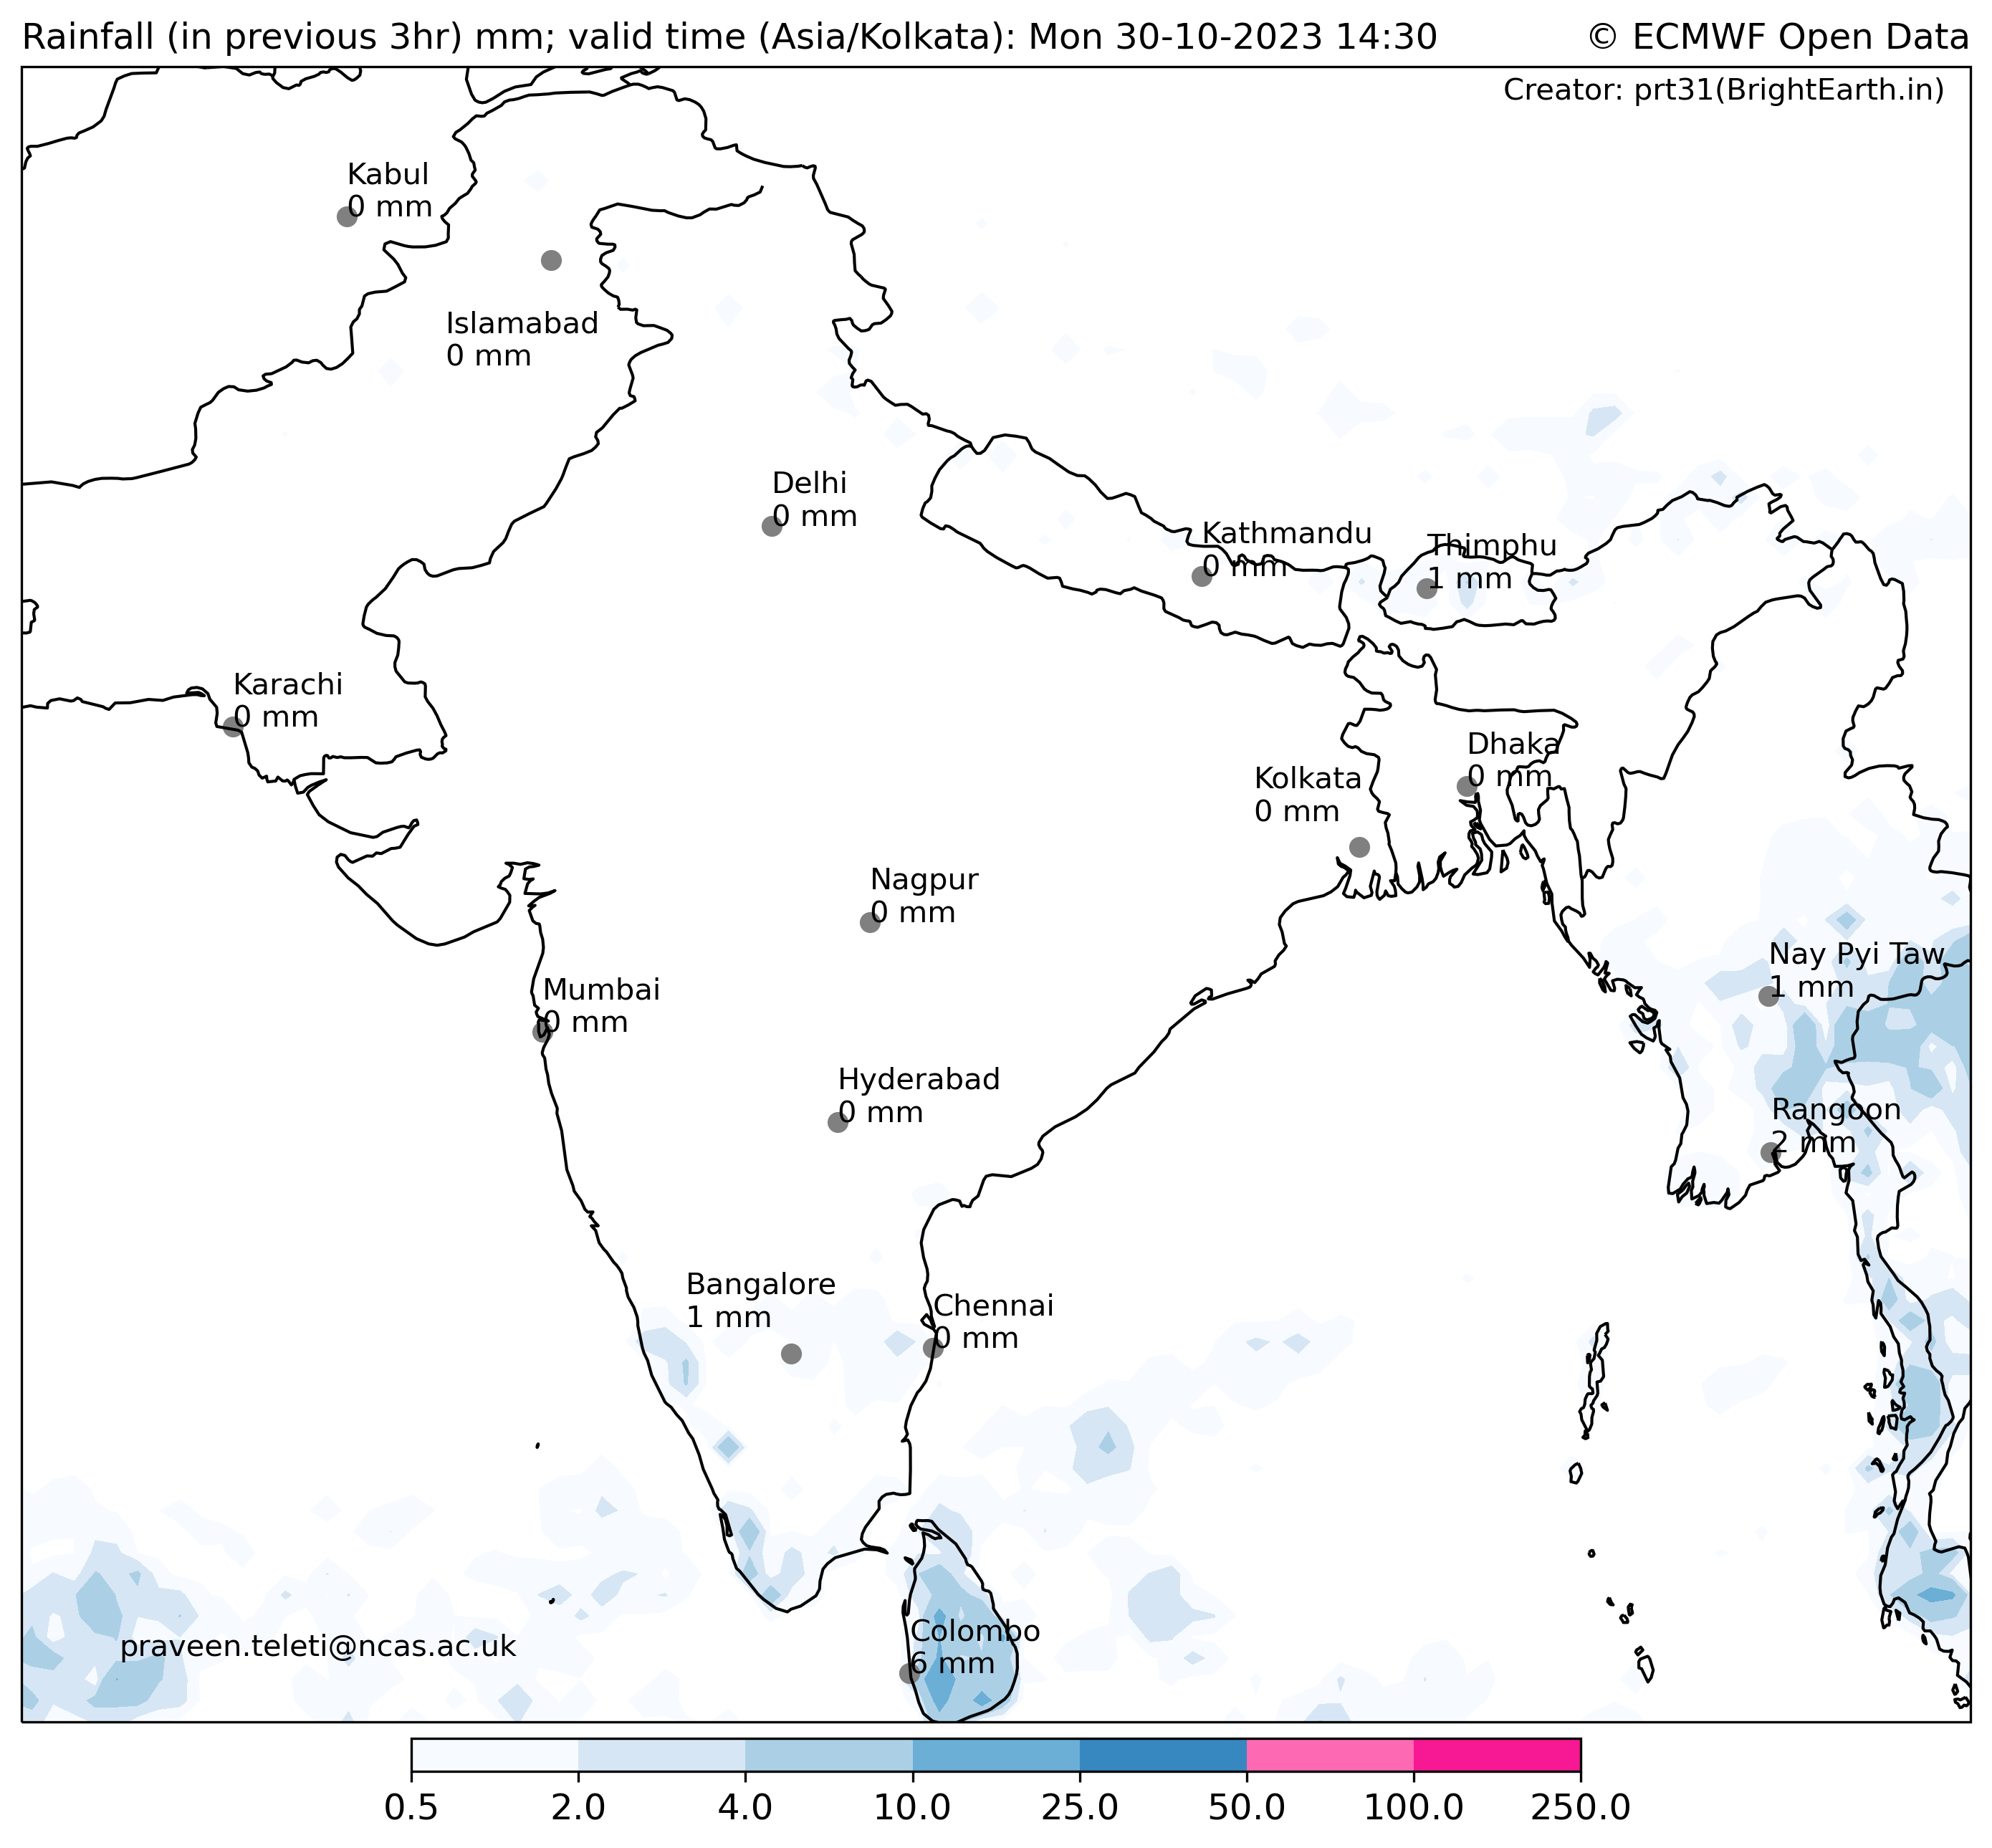 Rainfall (in previous 3hr) mm; valid time (Asia/Kolkata): Mon 30-10-2023 14:30
© ECMWF Open Data
Creator: prt31(BrightEarth.in)
Kabul
0 mm
Islamabad
0 mm
Delhi
0 mm
Kathmandu
0 mm
Thimphu
1 mm
Karachi
0 mm
Dhaka
0 mm
Kolkata
0 mm
Nagpur
0 mm
Nay Pyi Taw
1 mm
Mumbai
0 mm
Hyderabad
0 mm
Rangoon
2 mm
Bangalore
1 mm
Chennai
0 mm
Colombo
6 mm
praveen.teleti@ncas.ac.uk
0.5 2.0 4.0 10.0 25.0 50.0 100.0 250.0